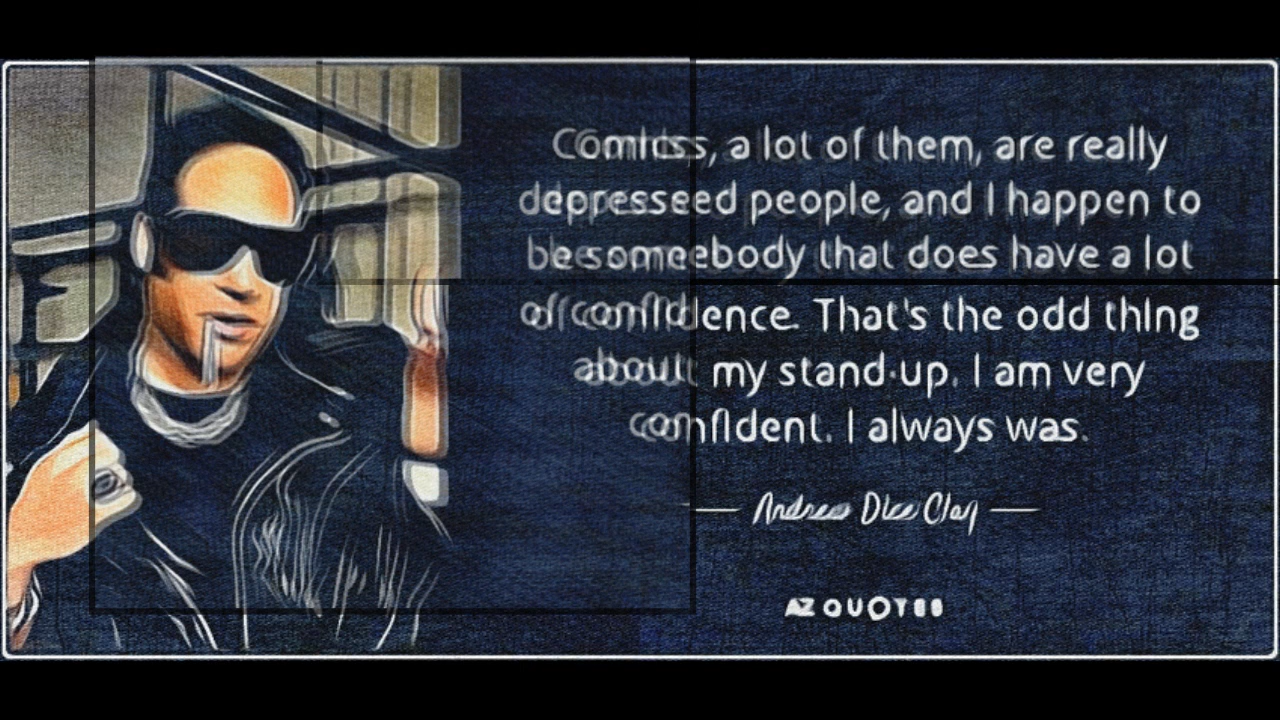 Comics, a lot of them, are really
depressed people, and I happen to
be somebody that does have a lot
of confidence. That's the odd thing
about my stand-up. I am very
confident. I always was.
Andrew Dice Clay
AZ QUOTES